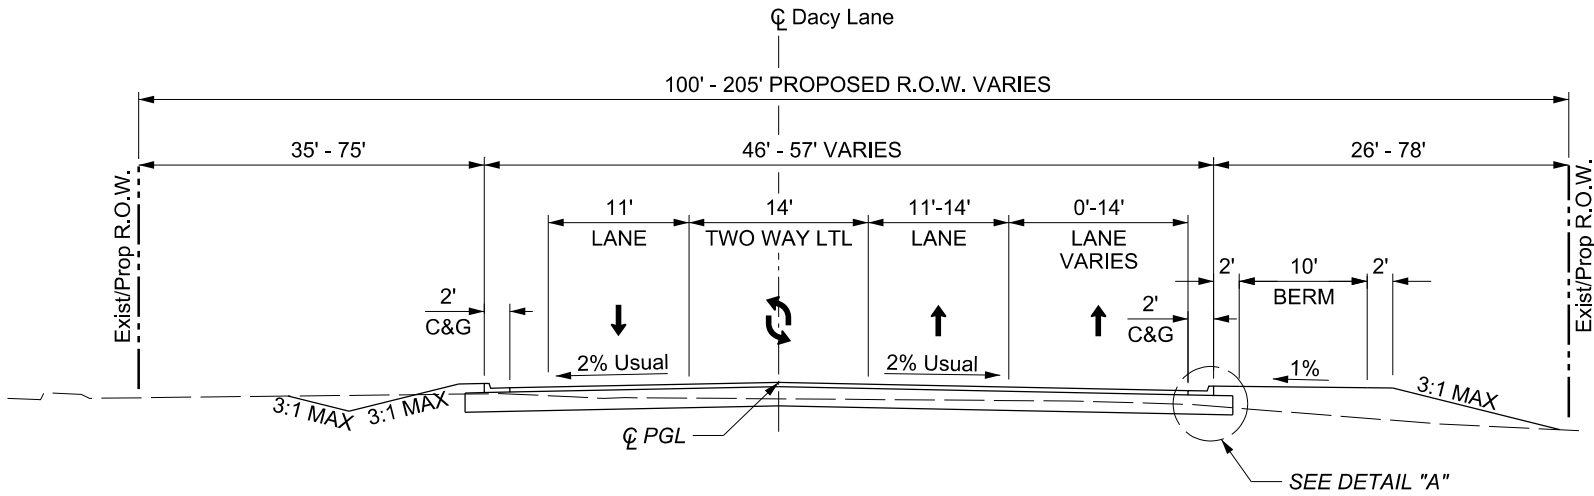 ℄ Dacy Lane
100' - 205' PROPOSED R.O.W. VARIES
35' - 75'
46' - 57' VARIES
26' - 78'
Exist/Prop R.O.W.
Exist/Prop R.O.W.
11'
LANE
14'
TWO WAY LTL
11'-14'
LANE
0'-14'
LANE
VARIES
2'
10'
BERM
2'
2'
C&G
2'
C&G
2% Usual
2% Usual
1%
3:1 MAX
3:1 MAX
3:1 MAX
℄ PGL
SEE DETAIL "A"